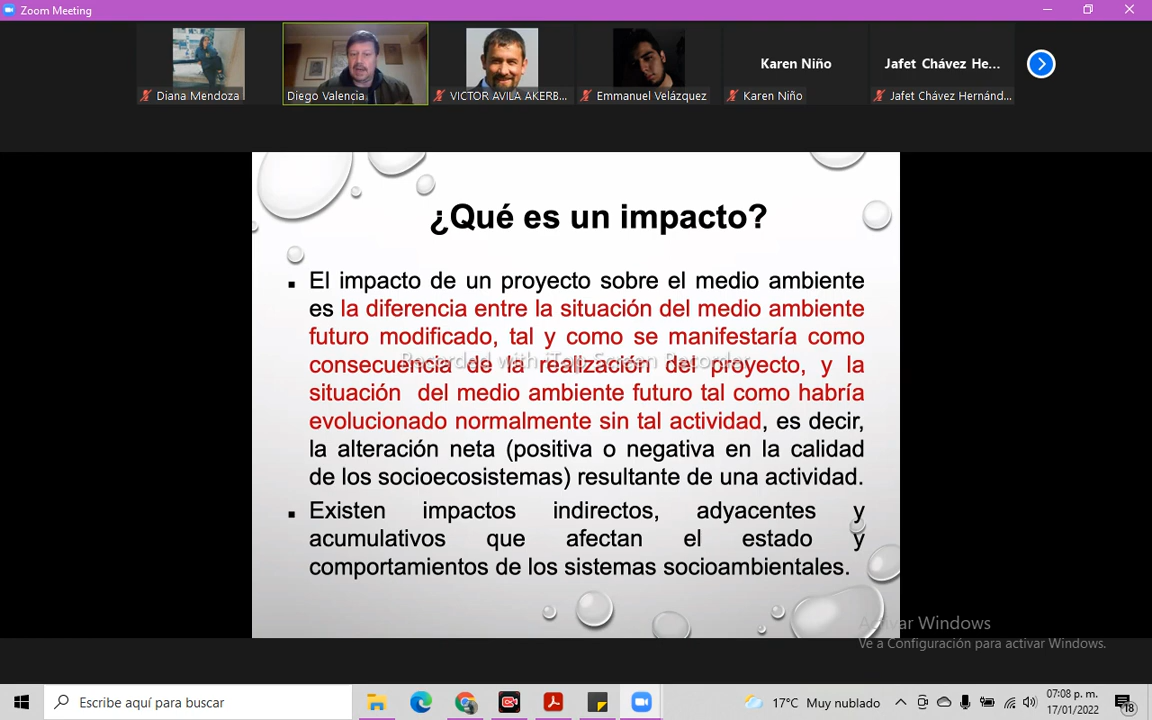 Zoom Meeting
Karen Niño
Jafet Chávez He...
Diana Mendoza
Diego Valencia
VICTOR AVILA AKERB...
Emmanuel Velázquez
Karen Niño
Jafet Chávez Hernánd...
¿Qué es un impacto?
El impacto de un proyecto sobre el medio ambiente
es la diferencia entre la situación del medio ambiente
futuro modificado, tal y como se manifestaría como
Recorded with iTop Screen Recorder
consecuencia de la realización del proyecto, y la
situación del medio ambiente futuro tal como habría
evolucionado normalmente sin tal actividad, es decir,
la alteración neta (positiva o negativa en la calidad
de los socioecosistemas) resultante de una actividad.
Existen impactos indirectos, adyacentes y
acumulativos que afectan el estado y
comportamientos de los sistemas socioambientales.
Activar Windows
Ve a Configuración para activar Windows.
Escribe aquí para buscar
17°C Muy nublado
07:08 p. m.
17/01/2022
18